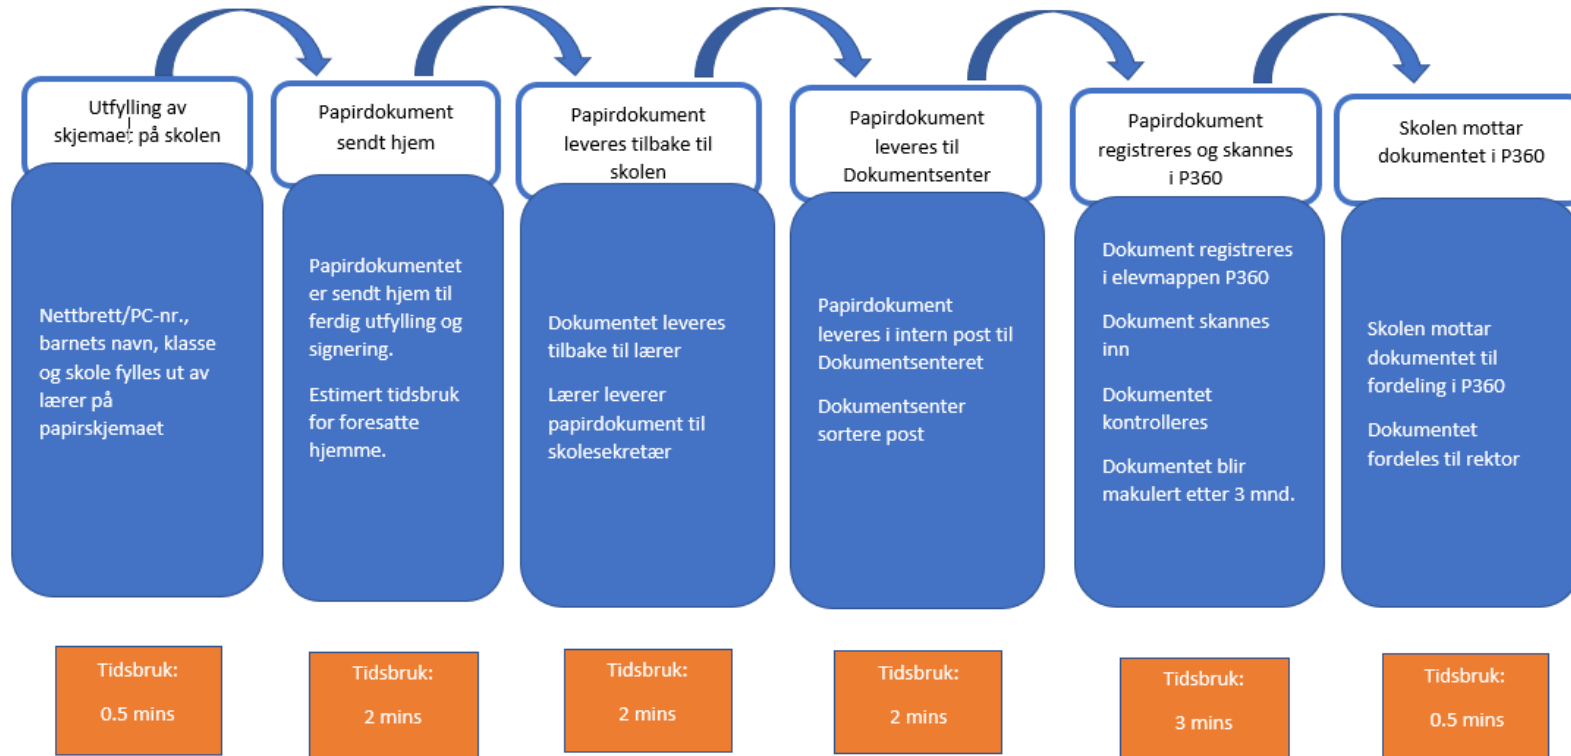 Utfylling av
skjemaet på skolen
Nettbrett/PC-nr.,
barnets navn, klasse
og skole fylles ut av
lærer på
papirskjemaet
Tidsbruk:
0.5 mins
Papirdokument
sendt hjem
Papirdokumentet
er sendt hjem til
ferdig utfylling og
signering.
Estimert tidsbruk
for foresatte
hjemme.
Tidsbruk:
2 mins
Papirdokument
leveres tilbake til
skolen
Dokumentet leveres
tilbake til lærer
Lærer leverer
papirdokument til
skolesekretær
Tidsbruk:
2 mins
Papirdokument
leveres til
Dokumentsenter
Papirdokument
leveres i intern post til
Dokumentsenteret
Dokumentsenter
sortere post
Tidsbruk:
2 mins
Papirdokument
registreres og skannes
i P360
Dokument registreres
i elevmappen P360
Dokument skannes
inn
Dokumentet
kontrolleres
Dokumentet blir
makulert etter 3 mnd.
Tidsbruk:
3 mins
Skolen mottar
dokumentet i P360
Skolen mottar
dokumentet til
fordeling i P360
Dokumentet
fordeles til rektor
Tidsbruk:
0.5 mins